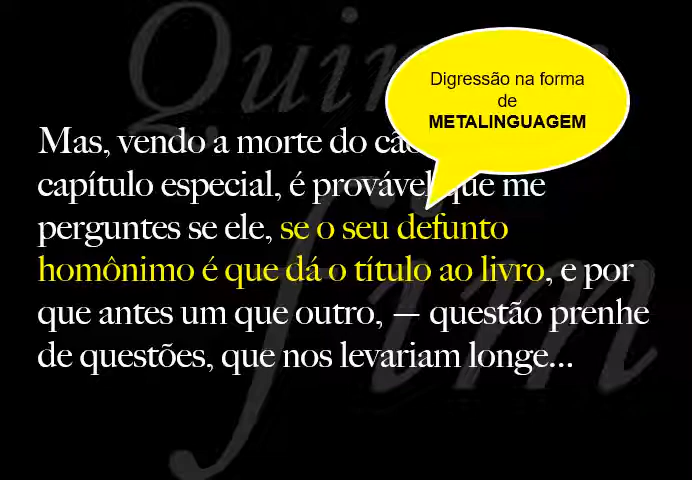 Quin
Digressão na forma
de
METALINGUAGEM
Mas, vendo a morte do cão
capítulo especial, é provável que me
perguntes se ele, se o seu defunto
homônimo é que dá o título ao livro, e por
que antes um que outro, — questão prenhe
de questões, que nos levariam longe...
fim